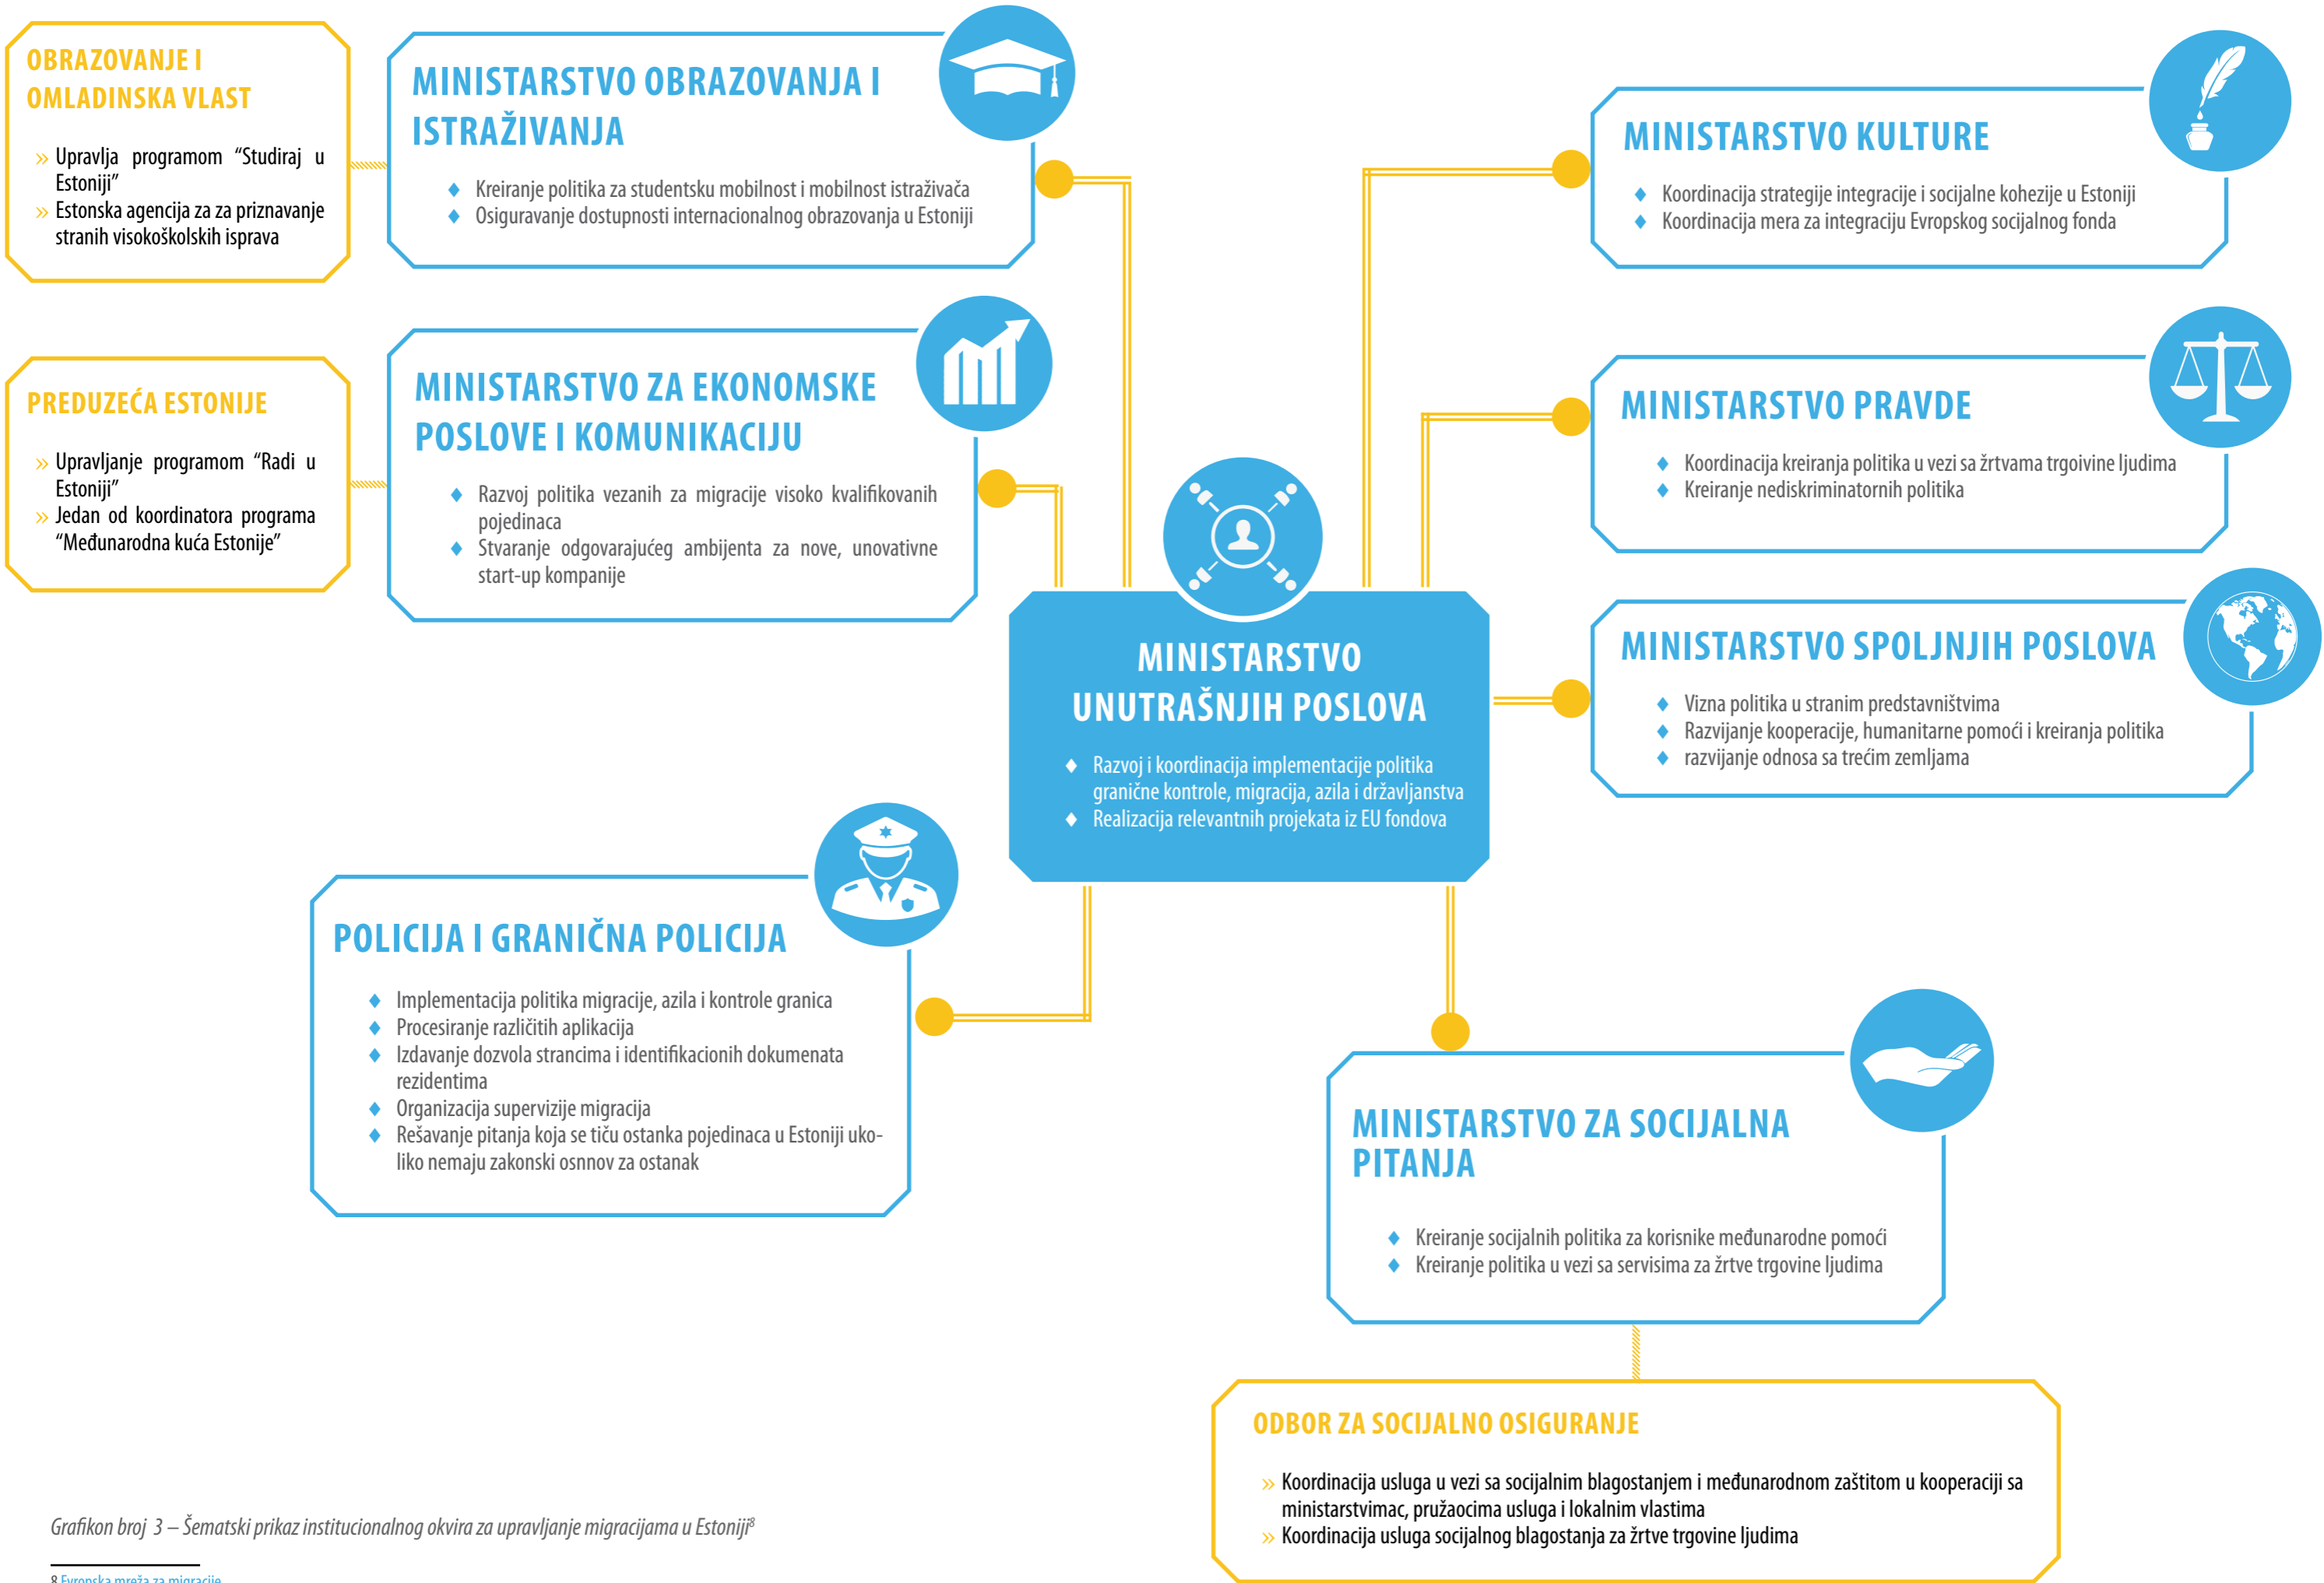 OBRAZOVANJE I
OMLADINSKA VLAST
» Upravlja programom “Studiraj u
Estoniji”
» Estonska agencija za za priznavanje
stranih visokoškolskih isprava
MINISTARSTVO OBRAZOVANJA I
ISTRAŽIVANJA
♦ Kreiranje politika za studentsku mobilnost i mobilnost istraživača
♦ Osiguravanje dostupnosti internacionalnog obrazovanja u Estoniji
MINISTARSTVO KULTURE
♦ Koordinacija strategije integracije i socijalne kohezije u Estoniji
♦ Koordinacija mera za integraciju Evropskog socijalnog fonda
PREDUZEĆA ESTONIJE
» Upravljanje programom “Radi u
Estoniji”
» Jedan od koordinatora programa
“Međunarodna kuća Estonije”
MINISTARSTVO ZA EKONOMSKE
POSLOVE I KOMUNIKACIJU
♦ Razvoj politika vezanih za migracije visoko kvalifikovanih
pojedinaca
♦ Stvaranje odgovarajućeg ambijenta za nove, unovativne
start-up kompanije
MINISTARSTVO PRAVDE
♦ Koordinacija kreiranja politika u vezi sa žrtvama trgoivine ljudima
♦ Kreiranje nediskriminatornih politika
MINISTARSTVO
UNUTRAŠNJIH POSLOVA
♦ Razvoj i koordinacija implementacije politika
granične kontrole, migracija, azila i državljanstva
♦ Realizacija relevantnih projekata iz EU fondova
MINISTARSTVO SPOLJNJIH POSLOVA
♦ Vizna politika u stranim predstavništvima
♦ Razvijanje kooperacije, humanitarne pomoći i kreiranja politika
♦ razvijanje odnosa sa trećim zemljama
POLICIJA I GRANIČNA POLICIJA
♦ Implementacija politika migracije, azila i kontrole granica
♦ Procesiranje različitih aplikacija
♦ Izdavanje dozvola strancima i identifikacionih dokumenata
rezidentima
♦ Organizacija supervizije migracija
♦ Rešavanje pitanja koja se tiču ostanka pojedinaca u Estoniji uko-
liko nemaju zakonski osnnov za ostanak
MINISTARSTVO ZA SOCIJALNA
PITANJA
♦ Kreiranje socijalnih politika za korisnike međunarodne pomoći
♦ Kreiranje politika u vezi sa servisima za žrtve trgovine ljudima
ODBOR ZA SOCIJALNO OSIGURANJE
» Koordinacija usluga u vezi sa socijalnim blagostanjem i međunarodnom zaštitom u kooperaciji sa
ministarstvimac, pružaocima usluga i lokalnim vlastima
» Koordinacija usluga socijalnog blagostanja za žrtve trgovine ljudima
Grafikon broj 3 – Šematski prikaz institucionalnog okvira za upravljanje migracijama u Estoniji8
8 Evropska mreža za migracije